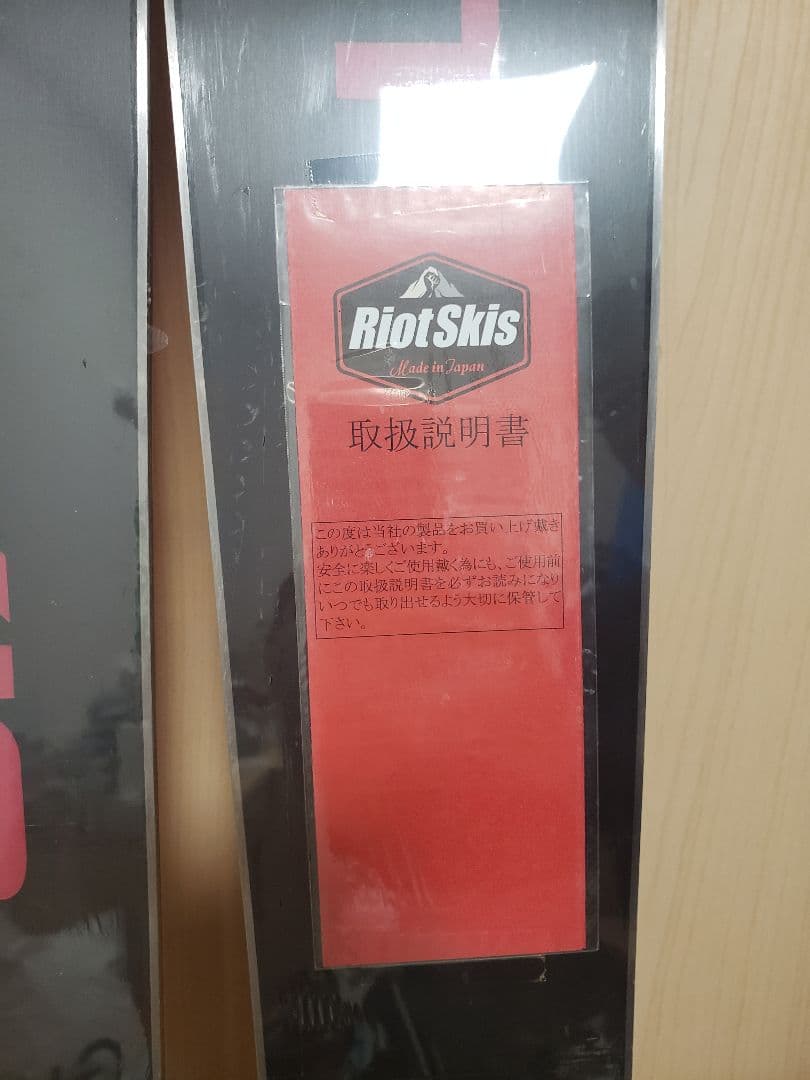 RiotSkis
Made in Japan
取扱説明書
この度は当社の製品をお買い上げ戴き
ありがとうございます。
安全に楽しくご使用戴く為にも、ご使用前
にこの取扱説明書を必ずお読みになり
いつでも取り出せるよう大切に保管して
下さい。